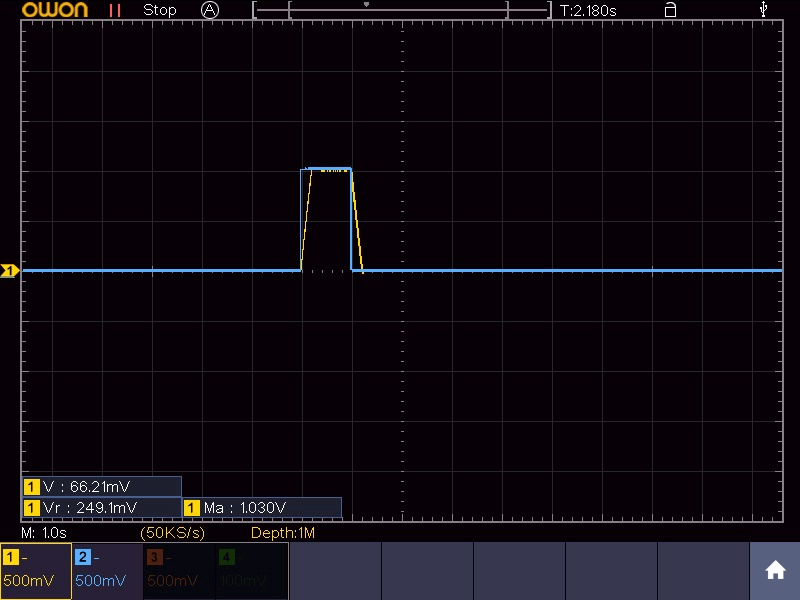 OWON Stop A T:2.180s
1
1 V : 66.21mV
1 Vr : 249.1mV 1 Ma : 1.030V
M: 1.0s (50KS/s) Depth:1M
1 - 2 - 3 - 4 -
500mV 500mV 500mV 100mV